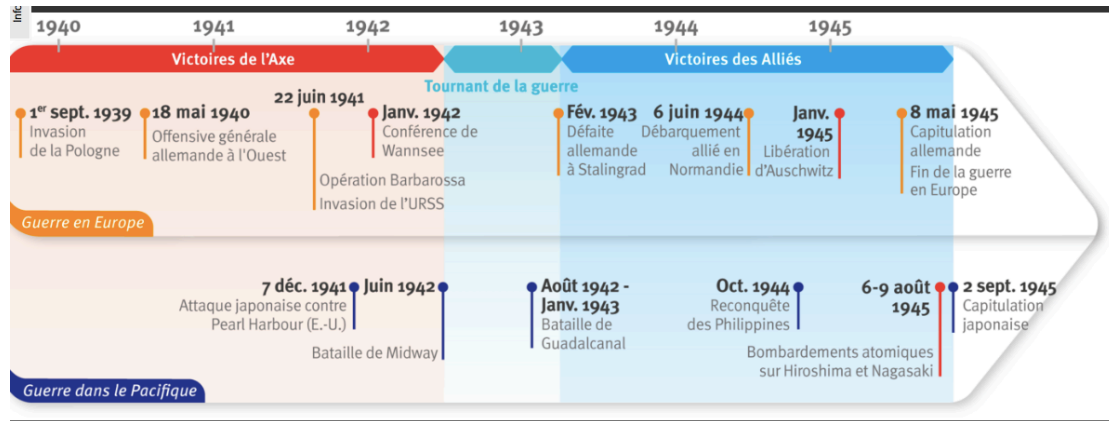 Info
1940 1941 1942 1943 1944 1945
Victoires de l'Axe
Victoires des Alliés
Tournant de la guerre
1er sept. 1939
Invasion
de la Pologne
18 mai 1940
Offensive générale
allemande à l'Ouest
22 juin 1941
Opération Barbarossa
Invasion de l'URSS
Janv. 1942
Conférence de
Wannsee
Fév. 1943
Défaite
allemande
à Stalingrad
6 juin 1944
Débarquement
allié en
Normandie
Janv.
1945
Libération
d'Auschwitz
8 mai 1945
Capitulation
allemande
Fin de la guerre
en Europe
Guerre en Europe
7 déc. 1941
Attaque japonaise contre
Pearl Harbour (E.-U.)
Juin 1942
Bataille de Midway
Août 1942 -
Janv. 1943
Bataille de
Guadalcanal
Oct. 1944
Reconquête
des Philippines
6-9 août
1945
Bombardements atomiques
sur Hiroshima et Nagasaki
2 sept. 1945
Capitulation
japonaise
Guerre dans le Pacifique